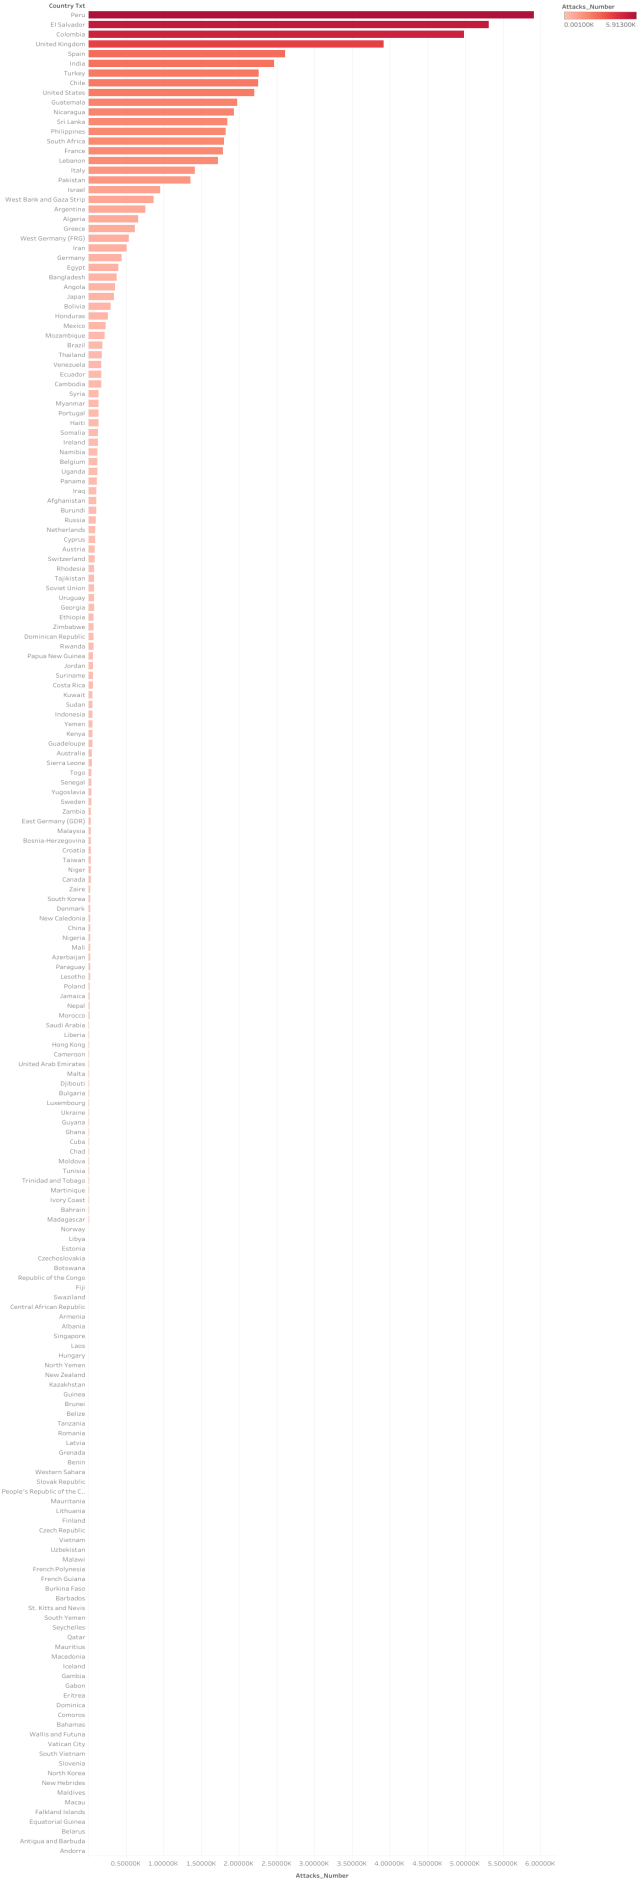 Country Txt
Attacks_Number
0.00100K 5.91300K
Peru
El Salvador
Colombia
United Kingdom
Spain
India
Turkey
Chile
United States
Guatemala
Nicaragua
Sri Lanka
Philippines
South Africa
France
Lebanon
Italy
Pakistan
Israel
West Bank and Gaza Strip
Argentina
Algeria
Greece
West Germany (FRG)
Iran
Germany
Egypt
Bangladesh
Angola
Japan
Bolivia
Honduras
Mexico
Mozambique
Brazil
Thailand
Venezuela
Ecuador
Cambodia
Syria
Myanmar
Portugal
Haiti
Somalia
Ireland
Namibia
Belgium
Uganda
Panama
Iraq
Afghanistan
Burundi
Russia
Netherlands
Cyprus
Austria
Switzerland
Rhodesia
Tajikistan
Soviet Union
Uruguay
Georgia
Ethiopia
Zimbabwe
Dominican Republic
Rwanda
Papua New Guinea
Jordan
Suriname
Costa Rica
Kuwait
Sudan
Indonesia
Yemen
Kenya
Guadeloupe
Australia
Sierra Leone
Togo
Senegal
Yugoslavia
Sweden
Zambia
East Germany (GDR)
Malaysia
Bosnia-Herzegovina
Croatia
Taiwan
Niger
Canada
Zaire
South Korea
Denmark
New Caledonia
China
Nigeria
Mali
Azerbaijan
Paraguay
Lesotho
Poland
Jamaica
Nepal
Morocco
Saudi Arabia
Liberia
Hong Kong
Cameroon
United Arab Emirates
Malta
Djibouti
Bulgaria
Luxembourg
Ukraine
Guyana
Ghana
Cuba
Chad
Moldova
Tunisia
Trinidad and Tobago
Martinique
Ivory Coast
Bahrain
Madagascar
Norway
Libya
Estonia
Czechoslovakia
Botswana
Republic of the Congo
Fiji
Swaziland
Central African Republic
Armenia
Albania
Singapore
Laos
Hungary
North Yemen
New Zealand
Kazakhstan
Guinea
Brunei
Belize
Tanzania
Romania
Latvia
Grenada
Benin
Western Sahara
Slovak Republic
People's Republic of the C..
Mauritania
Lithuania
Finland
Czech Republic
Vietnam
Uzbekistan
Malawi
French Polynesia
French Guiana
Burkina Faso
Barbados
St. Kitts and Nevis
South Yemen
Seychelles
Qatar
Mauritius
Macedonia
Iceland
Gambia
Gabon
Eritrea
Dominica
Comoros
Bahamas
Wallis and Futuna
Vatican City
South Vietnam
Slovenia
North Korea
New Hebrides
Maldives
Macau
Falkland Islands
Equatorial Guinea
Belarus
Antigua and Barbuda
Andorra
0.50000K 1.00000K 1.50000K 2.00000K 2.50000K 3.00000K 3.50000K 4.00000K 4.50000K 5.00000K 5.50000K 6.00000K
Attacks_Number